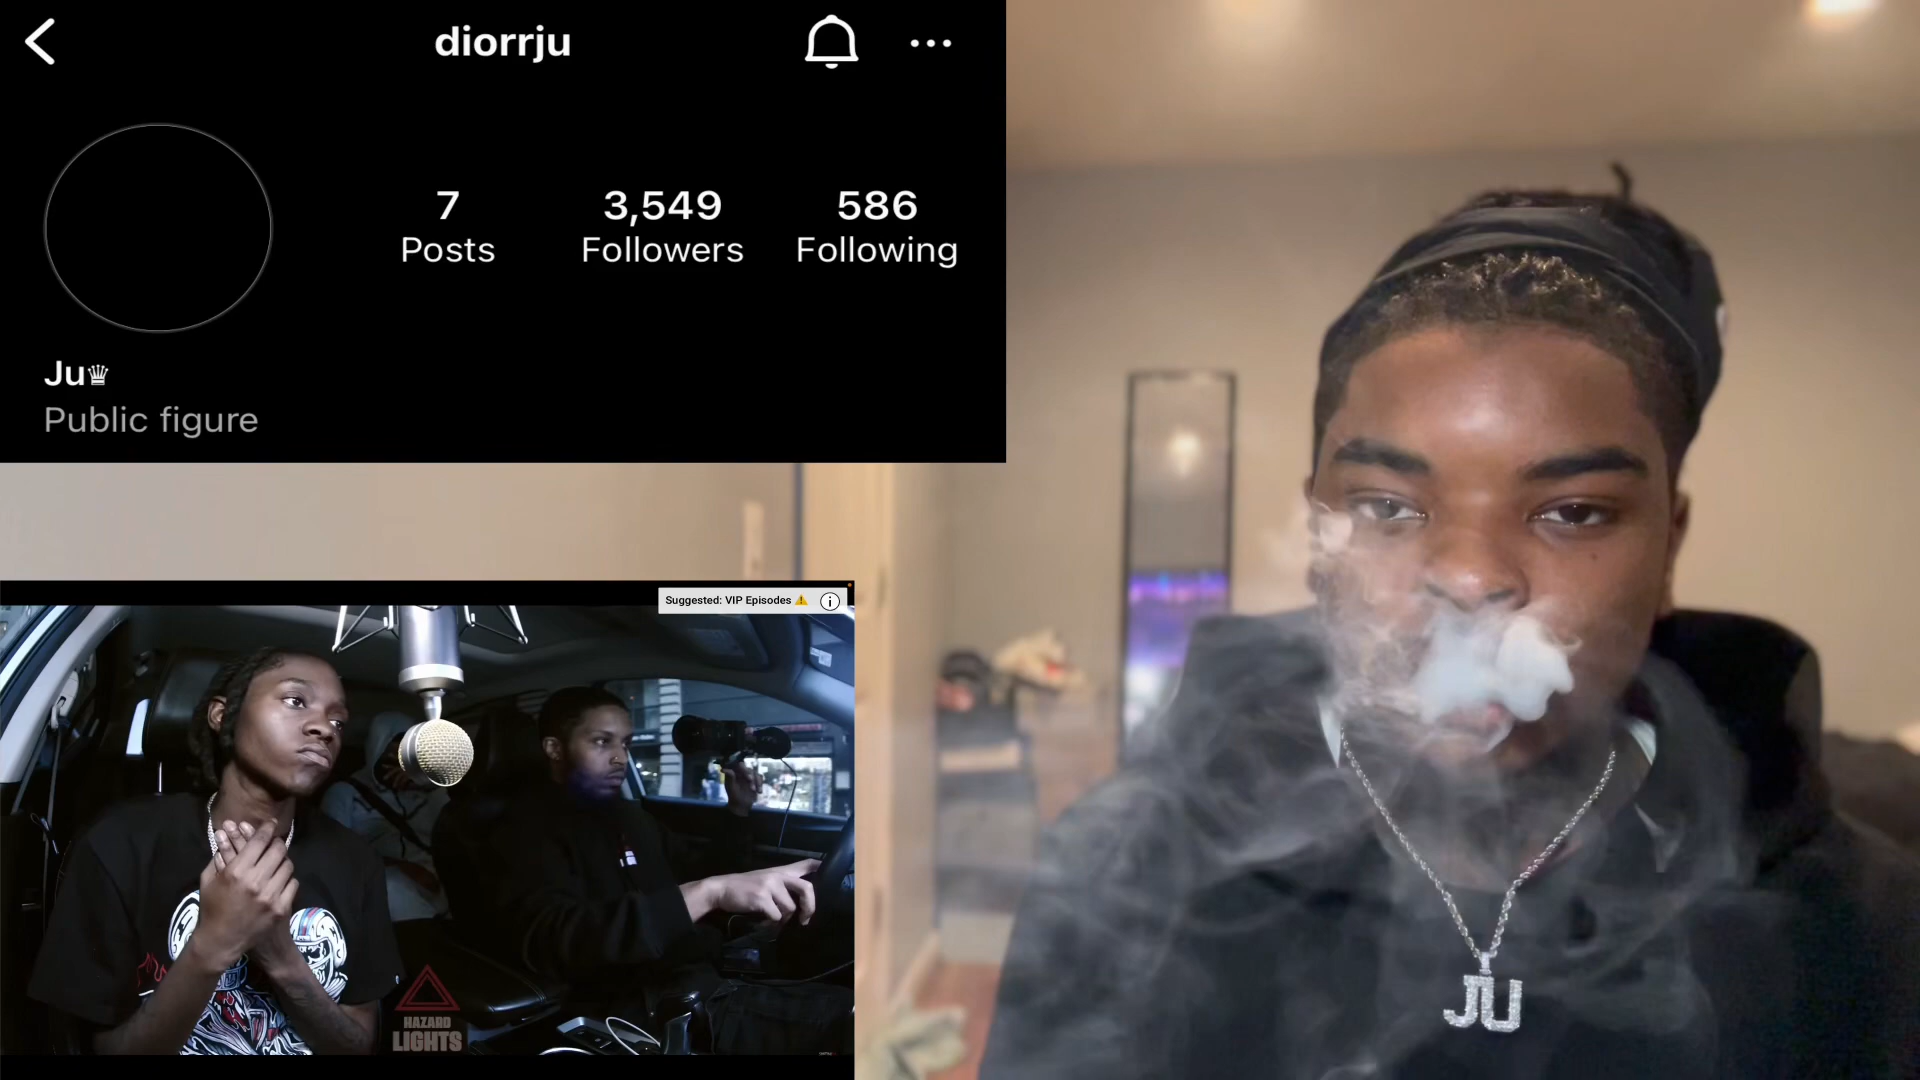 diorrju
7 3,549 586
Posts Followers Following
Ju♛
Public figure
Suggested: VIP Episodes ⚠️
HAZARD
LIGHTS
JU